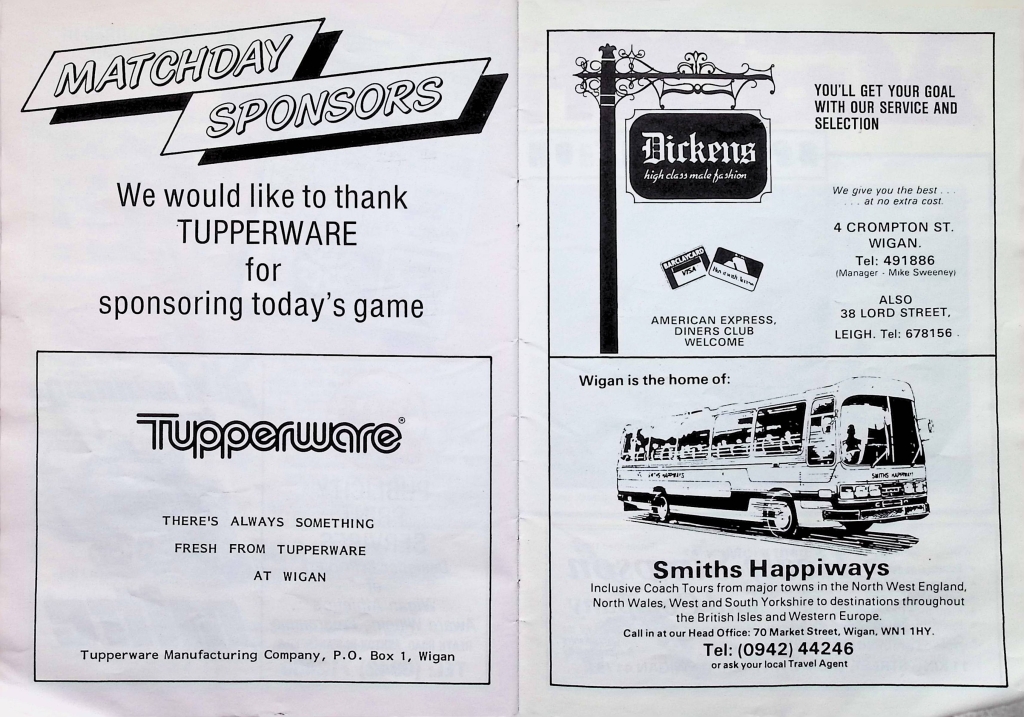 MATCHDAY
SPONSORS
We would like to thank
TUPPERWARE
for
sponsoring today's game
Tupperware®
THERE'S ALWAYS SOMETHING
FRESH FROM TUPPERWARE
AT WIGAN
Tupperware Manufacturing Company, P.O. Box 1, Wigan
YOU'LL GET YOUR GOAL
WITH OUR SERVICE AND
SELECTION
Dickens
high class male fashion
We give you the best . . .
. . . at no extra cost.
4 CROMPTON ST.
WIGAN.
Tel: 491886
(Manager - Mike Sweeney)
BARCLAYCARD
VISA
ALSO
38 LORD STREET,
LEIGH. Tel: 678156 .
AMERICAN EXPRESS,
DINERS CLUB
WELCOME
Wigan is the home of:
SMITHS HAPPIWAYS
SMITHS HAPPIWAYS
Smiths Happiways
Inclusive Coach Tours from major towns in the North West England,
North Wales, West and South Yorkshire to destinations throughout
the British Isles and Western Europe.
Call in at our Head Office: 70 Market Street, Wigan, WN1 1HY.
Tel: (0942) 44246
or ask your local Travel Agent